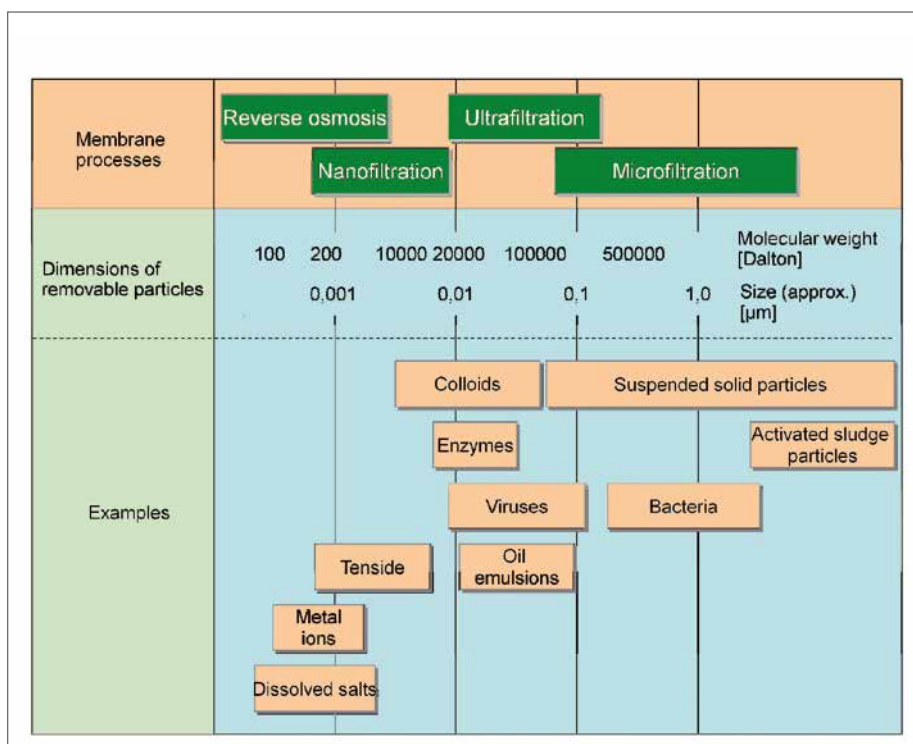 Membrane
processes
Reverse osmosis
Ultrafiltration
Nanofiltration
Microfiltration
Dimensions of
removable particles
100 200 10000 20000 100000 500000
Molecular weight
[Dalton]
0,001 0,01 0,1 1,0
Size (approx.)
[µm]
Examples
Colloids
Suspended solid particles
Enzymes
Activated sludge
particles
Viruses
Bacteria
Tenside
Oil
emulsions
Metal
ions
Dissolved salts